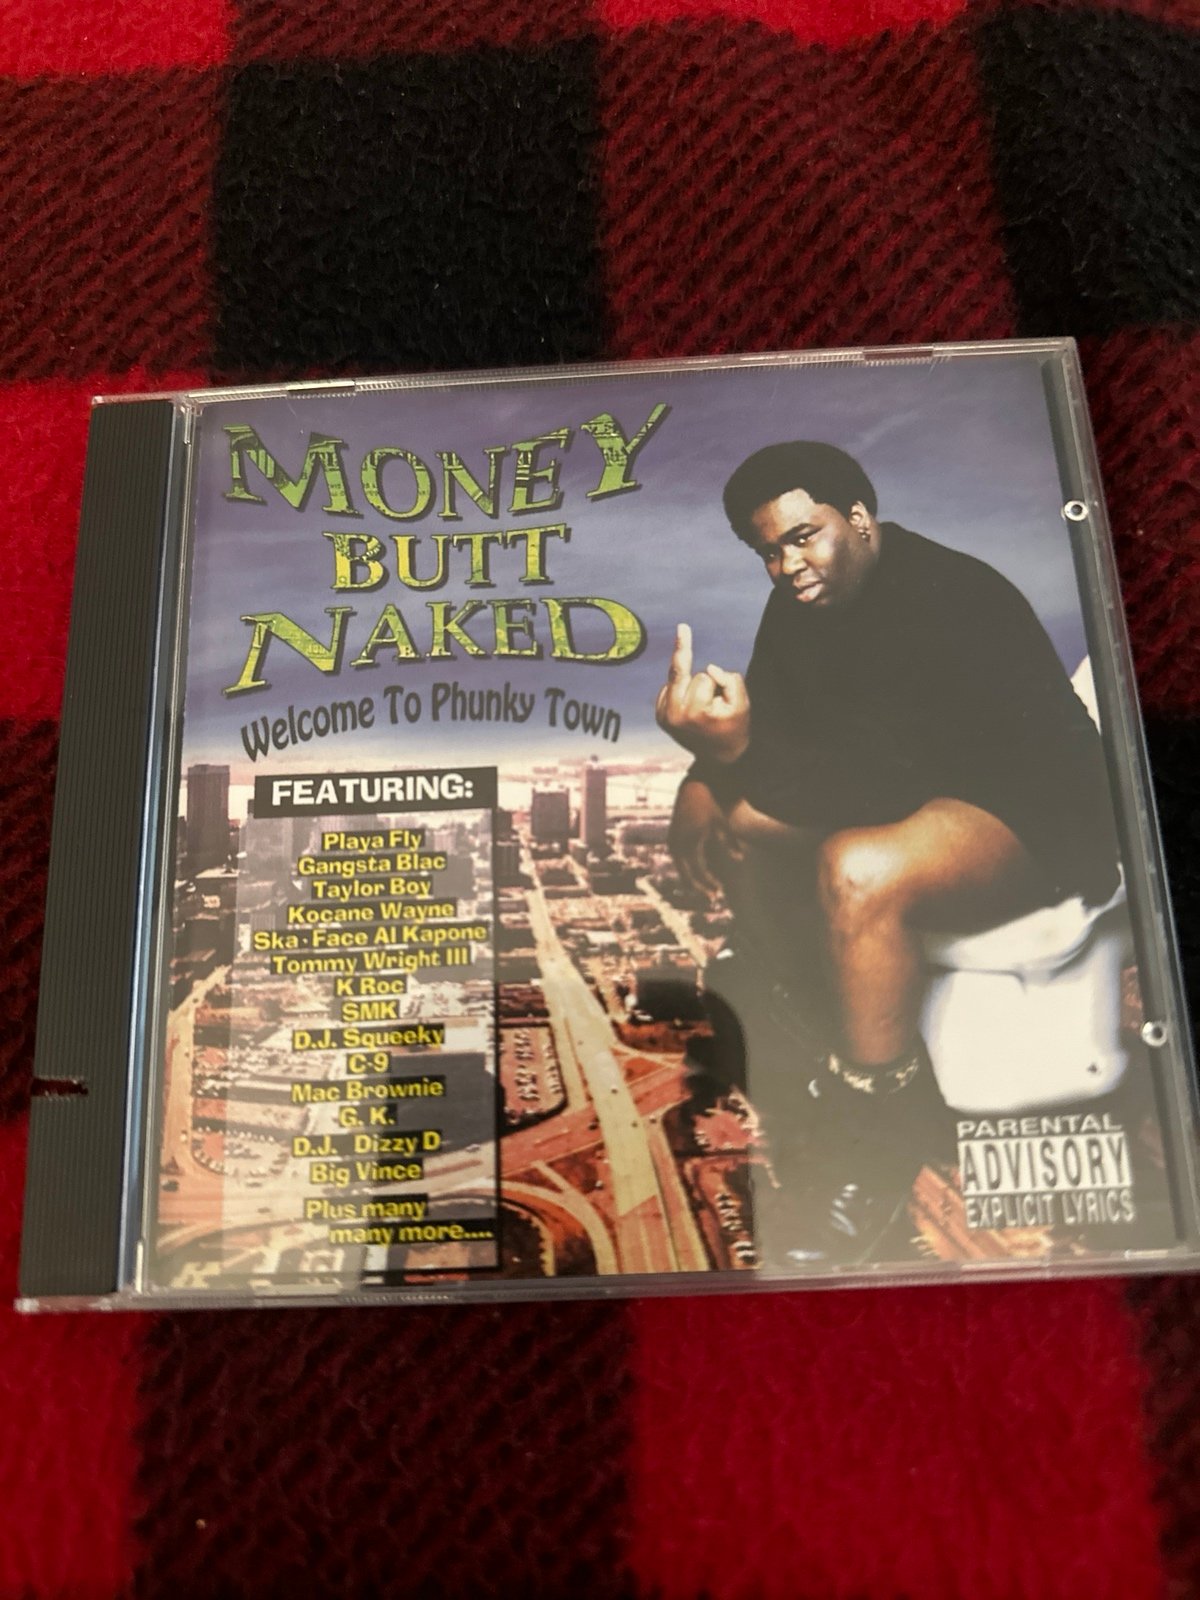 MONEY
BUTT
NAKED
Welcome To Phunky Town
FEATURING:
Playa Fly
Gangsta Blac
Taylor Boy
Kocane Wayne
Ska-Face Al Kapone
Tommy Wright III
K Roc
SMK
D.J. Squeeky
C-9
Mac Brownie
G. K.
D.J. Dizzy D
Big Vince
Plus many
many more....
PARENTAL
ADVISORY
EXPLICIT LYRICS